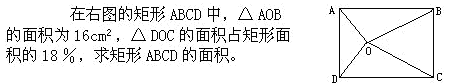 在右图的矩形ABCD中，△AOB
的面积为16cm²，△DOC的面积占矩形面
积的18％，求矩形ABCD的面积。
A
B
O
D
C